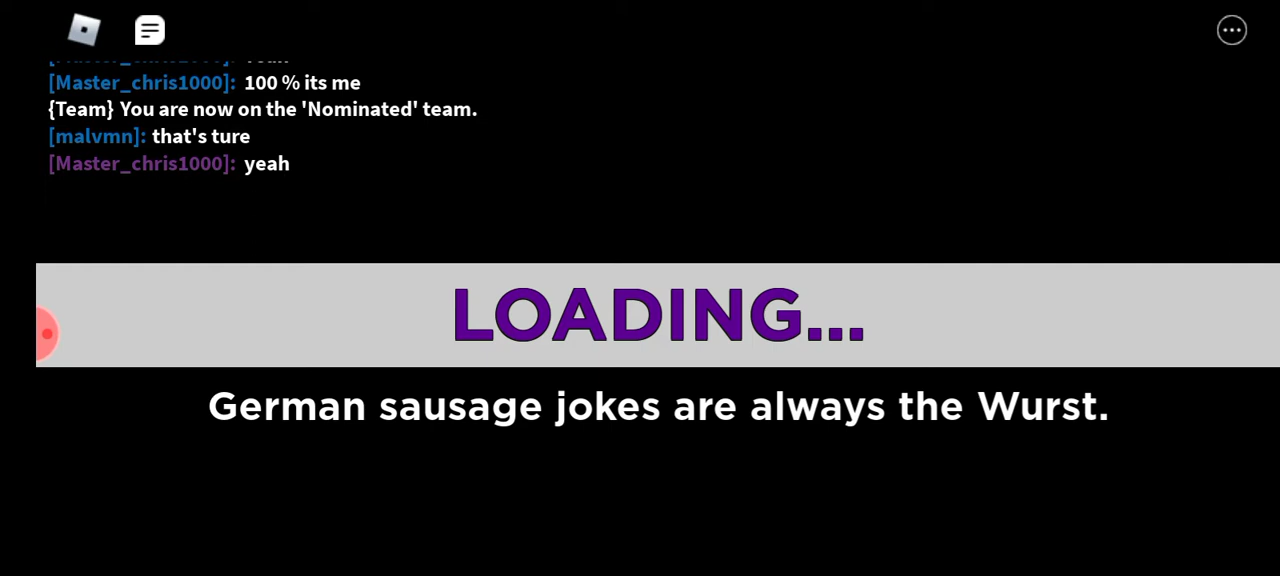 [Master_chris1000]: 100 % its me
{Team} You are now on the 'Nominated' team.
[malvmn]: that's ture
[Master_chris1000]: yeah
LOADING...
German sausage jokes are always the Wurst.